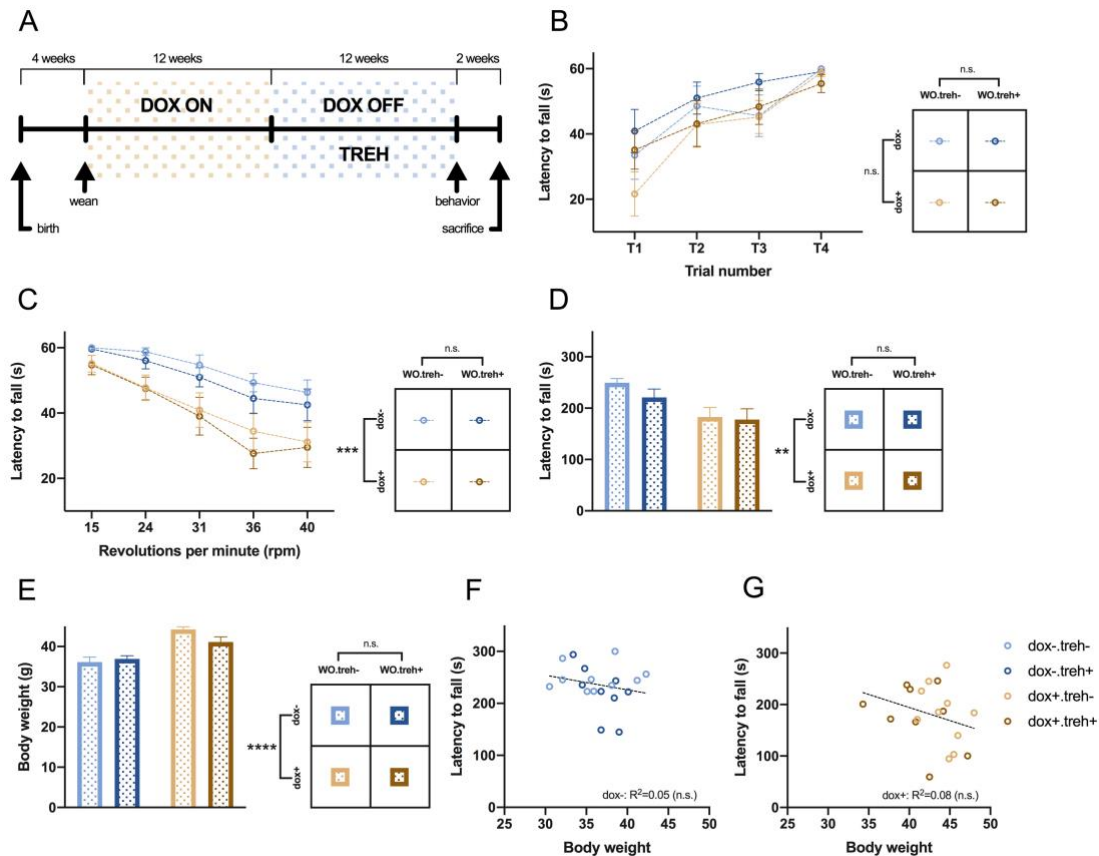 A
4 weeks 12 weeks 12 weeks 2 weeks
DOX ON DOX OFF
TREH
wean behavior
birth sacrifice
B
Latency to fall (s)
60
40
20
T1 T2 T3 T4
Trial number
n.s.
WO.treh- WO.treh+
dox-
n.s.
dox+
C
Latency to fall (s)
60
40
20
15 24 31 36 40
Revolutions per minute (rpm)
n.s.
WO.treh- WO.treh+
dox-
***
dox+
D
Latency to fall (s)
300
200
100
0
n.s.
WO.treh- WO.treh+
dox-
**
dox+
E
Body weight (g)
40
30
20
10
0
n.s.
WO.treh- WO.treh+
dox-
****
dox+
F
Latency to fall (s)
300
200
100
0
dox-: R²=0.05 (n.s.)
25 30 35 40 45 50
Body weight
G
Latency to fall (s)
300
200
100
0
dox+: R²=0.08 (n.s.)
25 30 35 40 45 50
Body weight
dox-.treh-
dox-.treh+
dox+.treh-
dox+.treh+